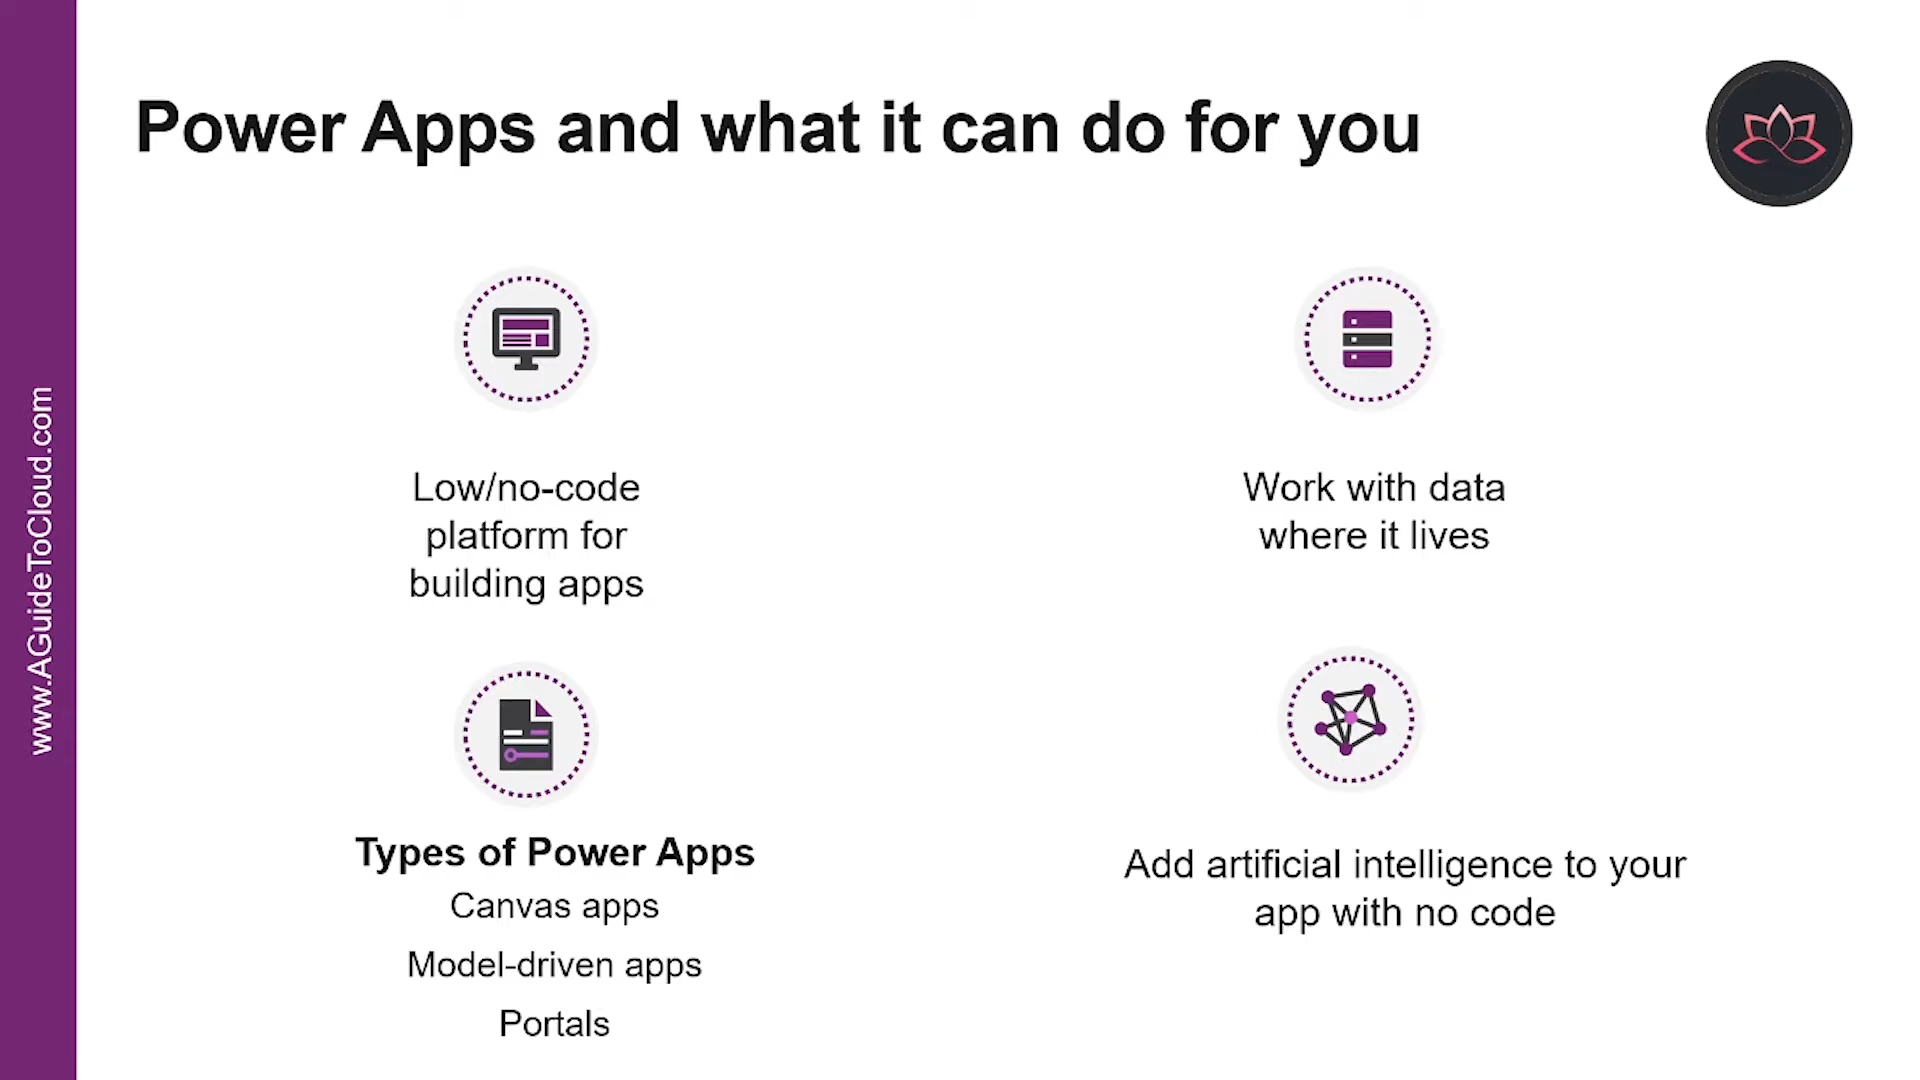 Power Apps and what it can do for you
Low/no-code
platform for
building apps
Work with data
where it lives
Types of Power Apps
Canvas apps
Model-driven apps
Portals
Add artificial intelligence to your
app with no code
www.AGuideToCloud.com